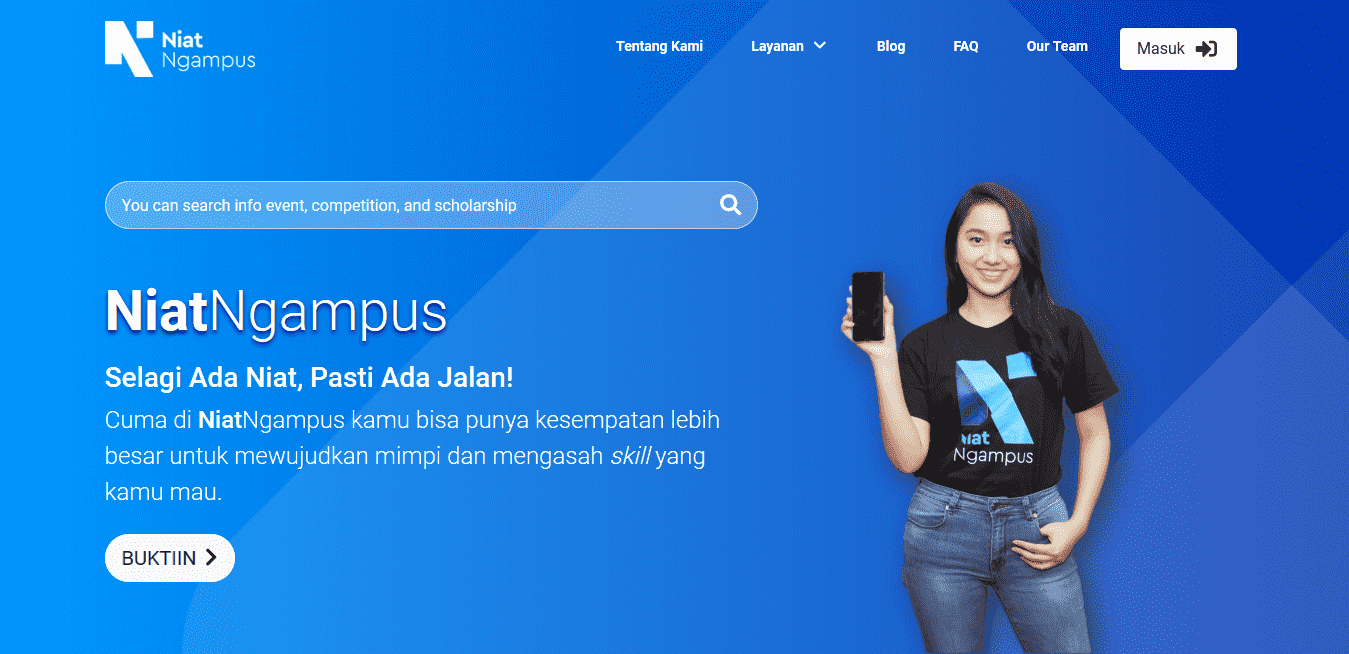 Niat
Ngampus
Tentang Kami
Layanan
Blog
FAQ
Our Team
Masuk
You can search info event, competition, and scholarship
NiatNgampus
Selagi Ada Niat, Pasti Ada Jalan!
Cuma di NiatNgampus kamu bisa punya kesempatan lebih
besar untuk mewujudkan mimpi dan mengasah skill yang
kamu mau.
BUKTIIN
Niat
Ngampus